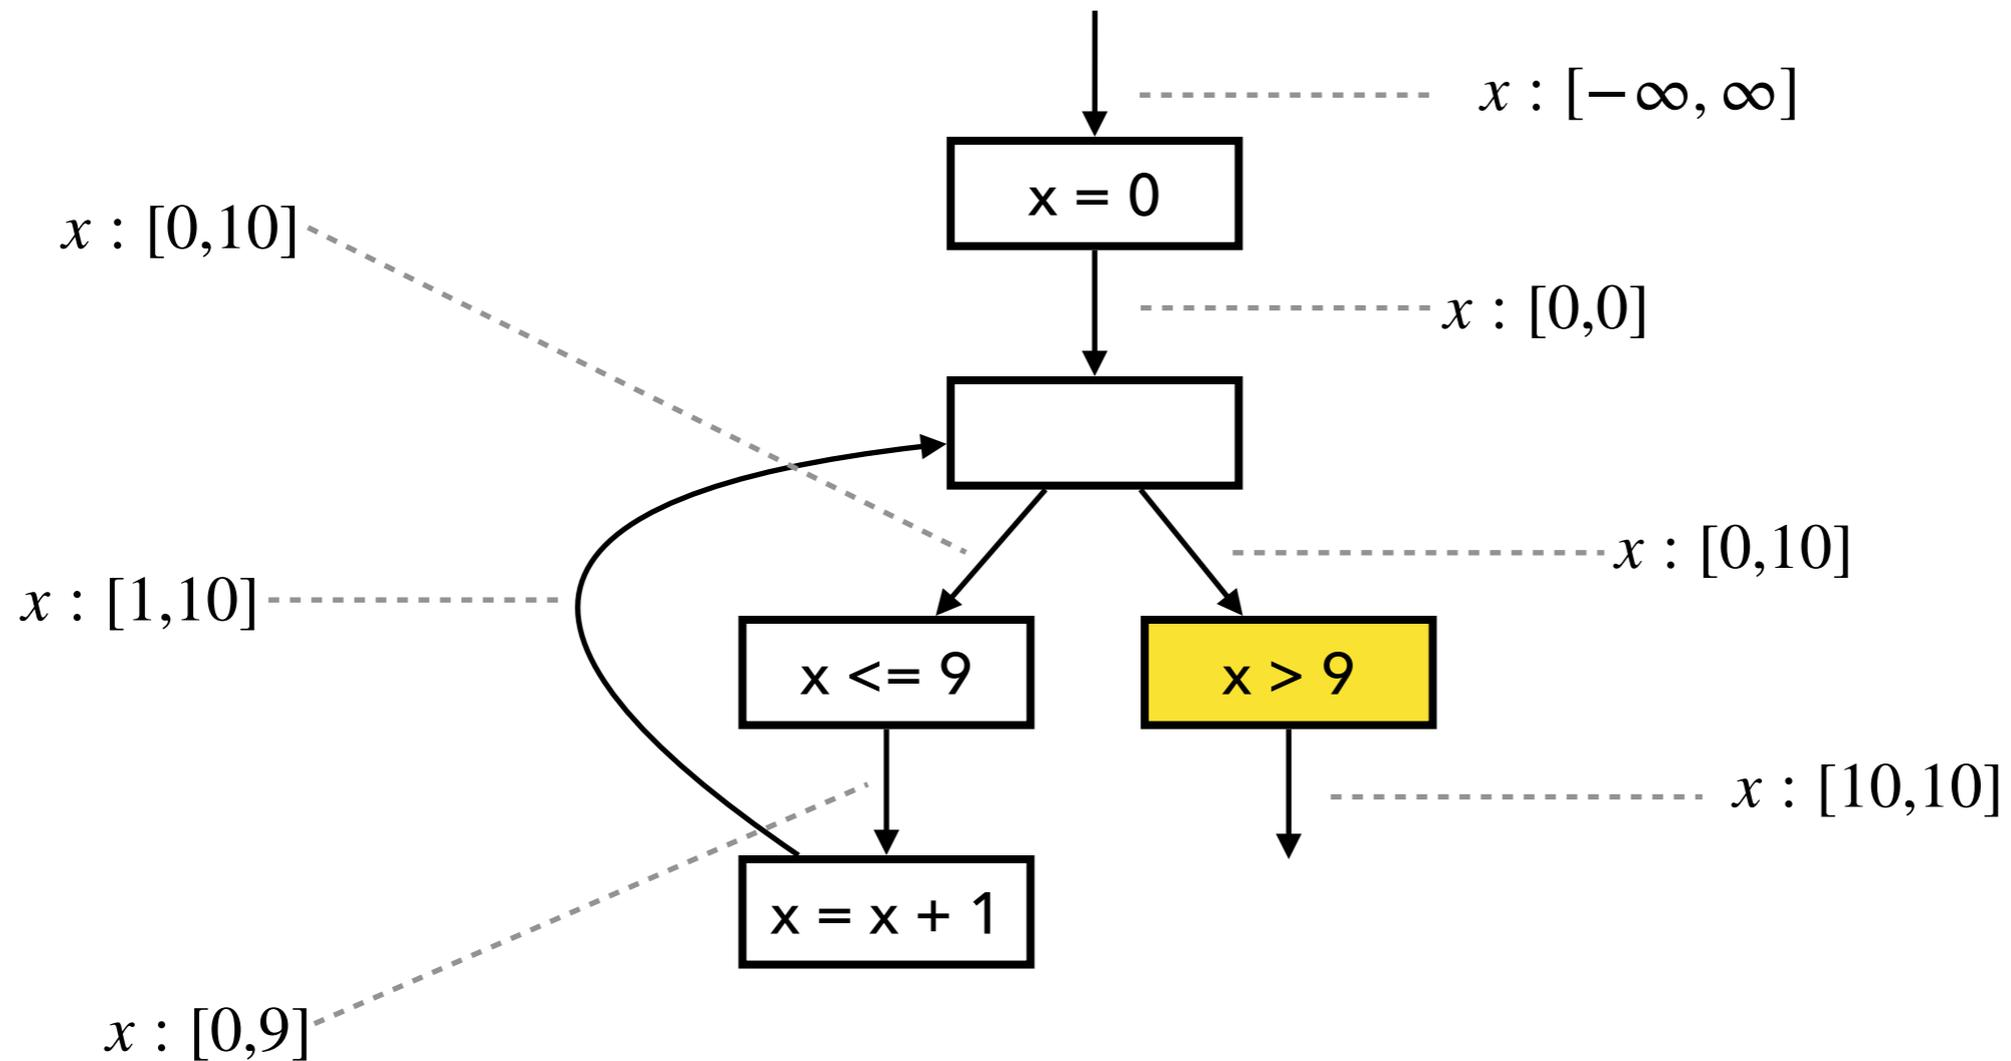 x : [−∞, ∞]
x = 0
x : [0,10]
x : [0,0]
x : [0,10]
x : [1,10]
x <= 9
x > 9
x : [10,10]
x = x + 1
x : [0,9]